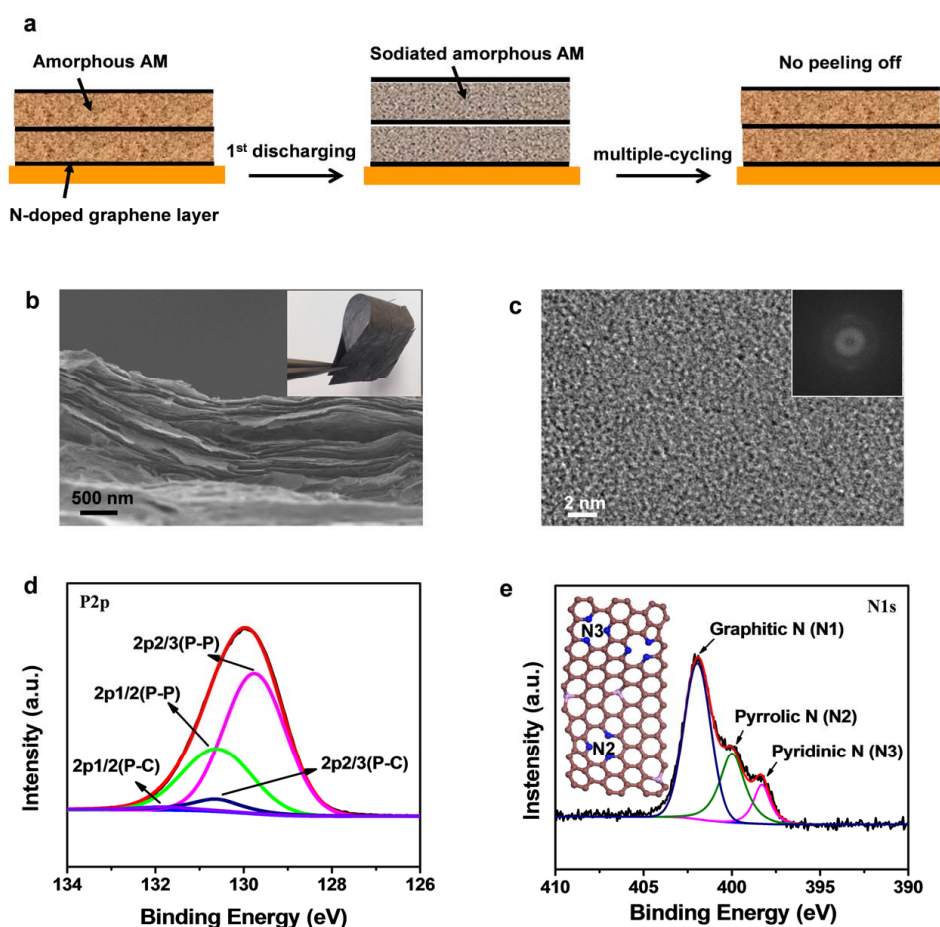 a
Amorphous AM
Sodiated amorphous AM
No peeling off
1st discharging
multiple-cycling
N-doped graphene layer
b
500 nm
c
2 nm
d
P2p
2p2/3(P-P)
2p1/2(P-P)
2p1/2(P-C)
2p2/3(P-C)
Intensity (a.u.)
134
132
130
128
126
Binding Energy (eV)
e
N1s
N3
N2
Graphitic N (N1)
Pyrrolic N (N2)
Pyridinic N (N3)
Instensity (a.u.)
410
405
400
395
390
Binding Energy (eV)